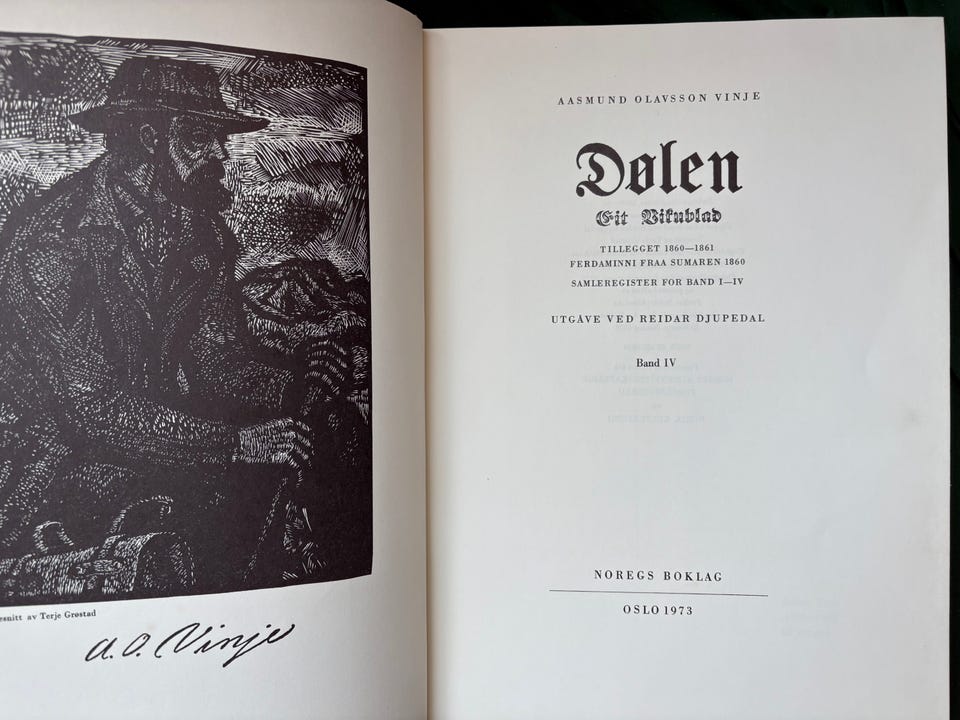 esnitt av Terje Grøstad
A. O. Vinje
AASMUND OLAVSSON VINJE
Dølen
Eit Vikublad
TILLEGGET 1860—1861
FERDAMINNI FRAA SUMAREN 1860
SAMLEREGISTER FOR BAND I—IV
UTGÅVE VED REIDAR DJUPEDAL
Band IV
NOREGS BOKLAG
OSLO 1973